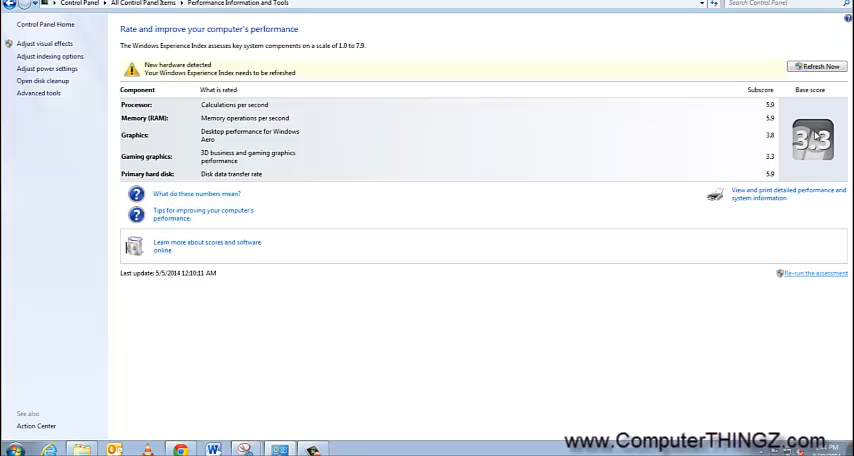 Control Panel ▸ All Control Panel Items ▸ Performance Information and Tools
Search Control Panel
Control Panel Home
Adjust visual effects
Adjust indexing options
Adjust power settings
Open disk cleanup
Advanced tools
Rate and improve your computer's performance
The Windows Experience Index assesses key system components on a scale of 1.0 to 7.9.
New hardware detected
Your Windows Experience Index needs to be refreshed
Refresh Now
Component What is rated Subscore Base score
Processor: Calculations per second 5.9
Memory (RAM): Memory operations per second 5.9
Graphics: Desktop performance for Windows Aero 3.8
Gaming graphics: 3D business and gaming graphics performance 3.3
Primary hard disk: Disk data transfer rate 5.9
3.3
What do these numbers mean?
Tips for improving your computer's
performance.
View and print detailed performance and
system information
Learn more about scores and software
online
Last update: 5/5/2014 12:10:11 AM
Re-run the assessment
See also
Action Center
www.ComputerTHINGZ.com